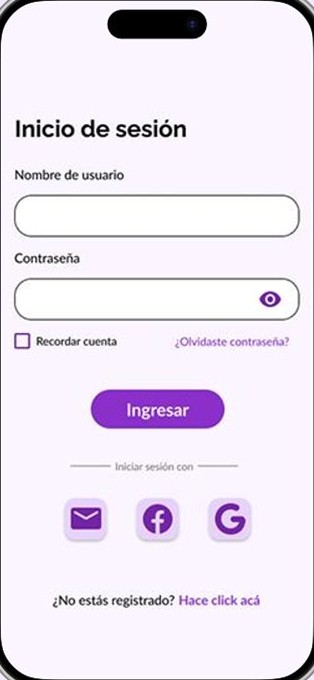 Inicio de sesión
Nombre de usuario
Contraseña
Recordar cuenta ¿Olvidaste contraseña?
Ingresar
Iniciar sesión con
¿No estás registrado? Hace click acá